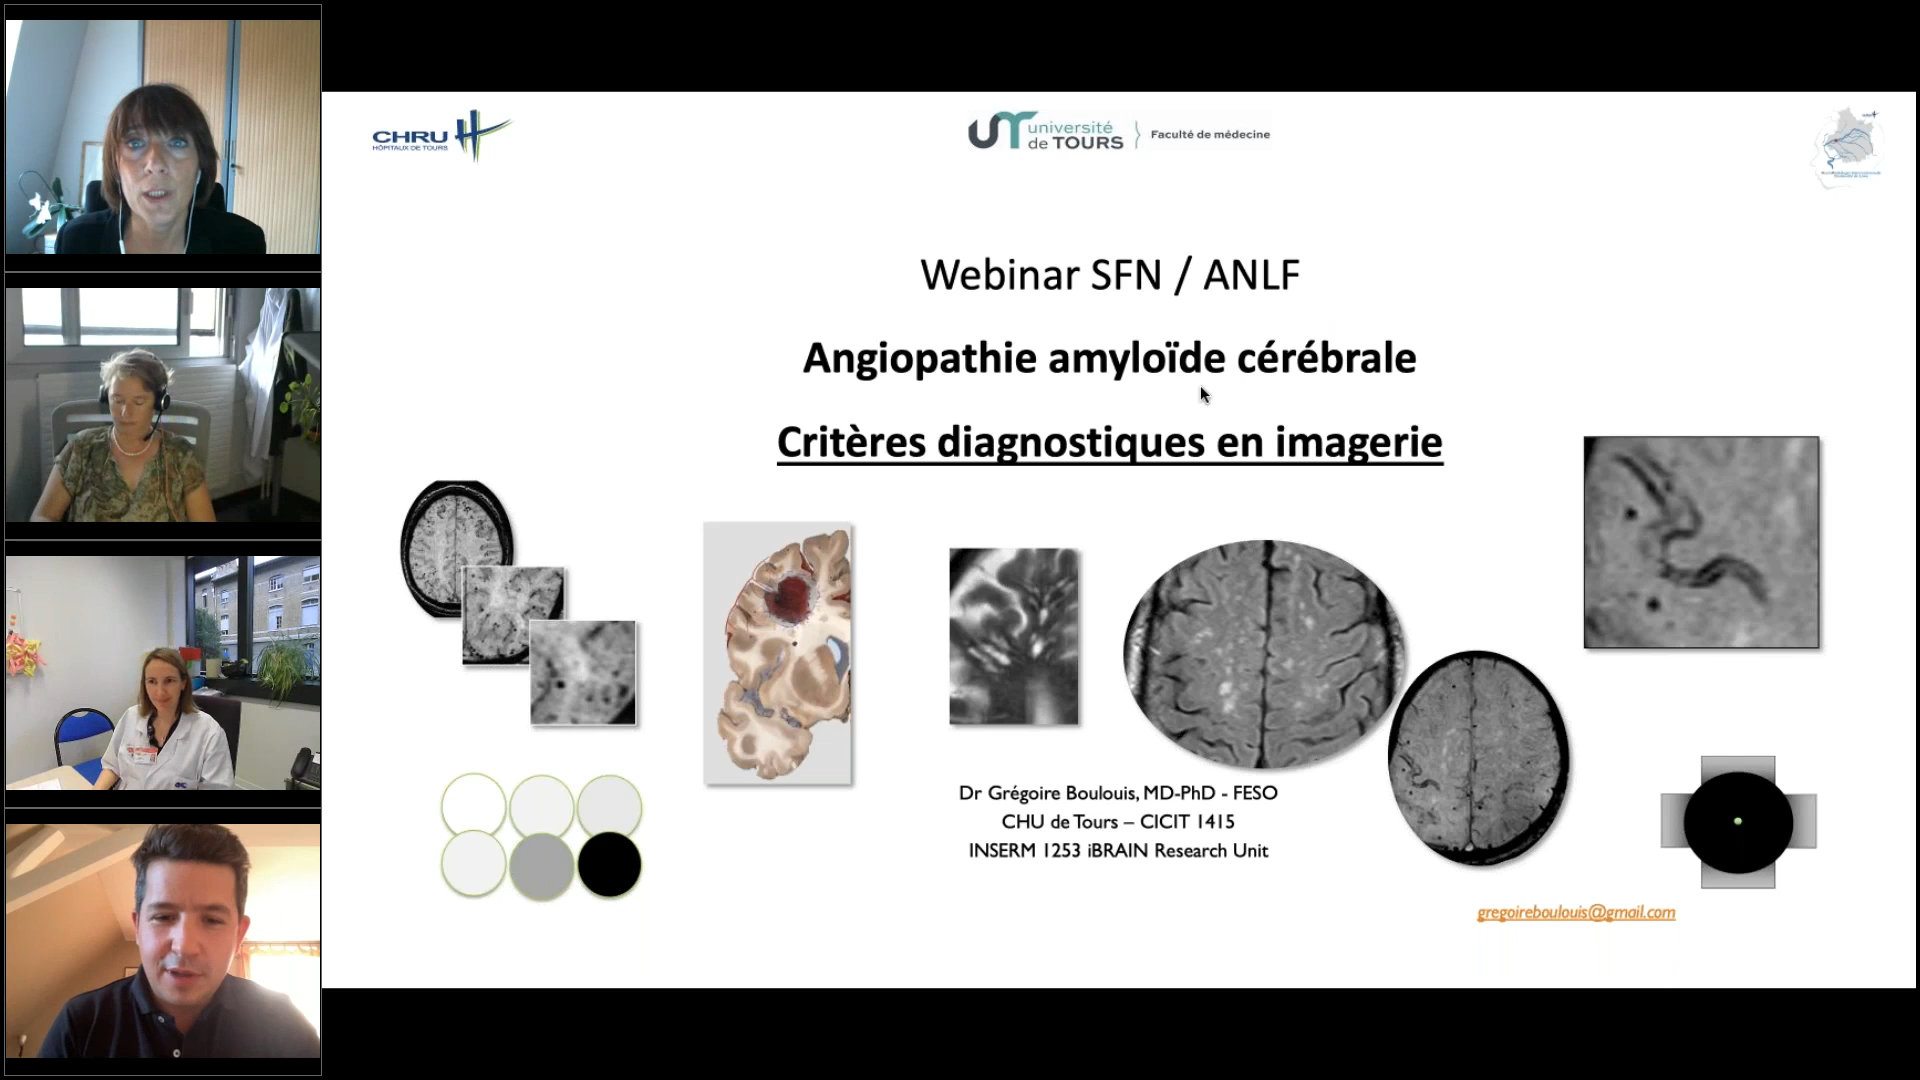 CHRU
HÔPITAUX DE TOURS
université
de TOURS
Faculté de médecine
Webinar SFN / ANLF
Angiopathie amyloïde cérébrale
Critères diagnostiques en imagerie
Dr Grégoire Boulouis, MD-PhD - FESO
CHU de Tours – CICIT 1415
INSERM 1253 iBRAIN Research Unit
gregoireboulouis@gmail.com